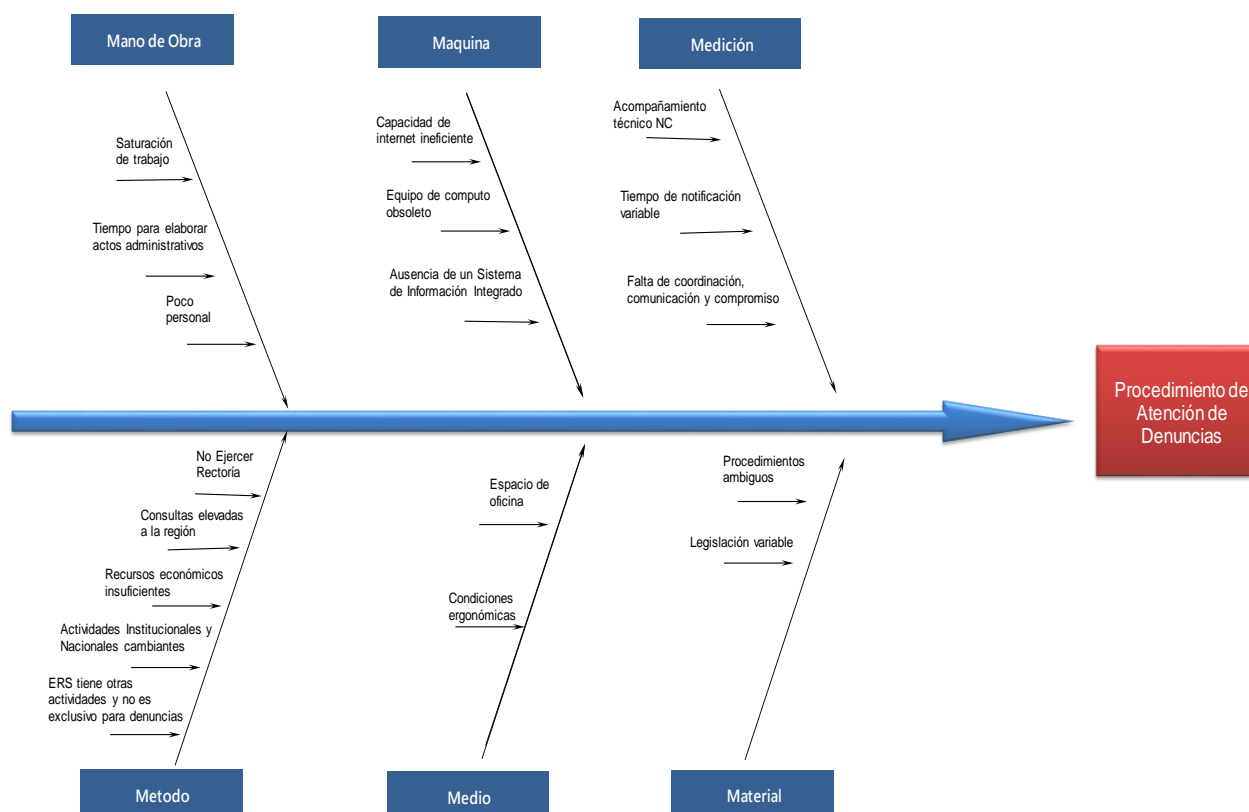 Mano de Obra
Maquina
Medición
Saturación
de trabajo
Tiempo para elaborar
actos administrativos
Poco
personal
Capacidad de
internet ineficiente
Equipo de computo
obsoleto
Ausencia de un Sistema
de Información Integrado
Acompañamiento
técnico NC
Tiempo de notificación
variable
Falta de coordinación,
comunicación y compromiso
Procedimiento de
Atención de
Denuncias
No Ejercer
Rectoría
Consultas elevadas
a la región
Recursos económicos
insuficientes
Actividades Institucionales y
Nacionales cambiantes
ERS tiene otras
actividades y no es
exclusivo para denuncias
Espacio de
oficina
Condiciones
ergonómicas
Procedimientos
ambiguos
Legislación variable
Metodo
Medio
Material